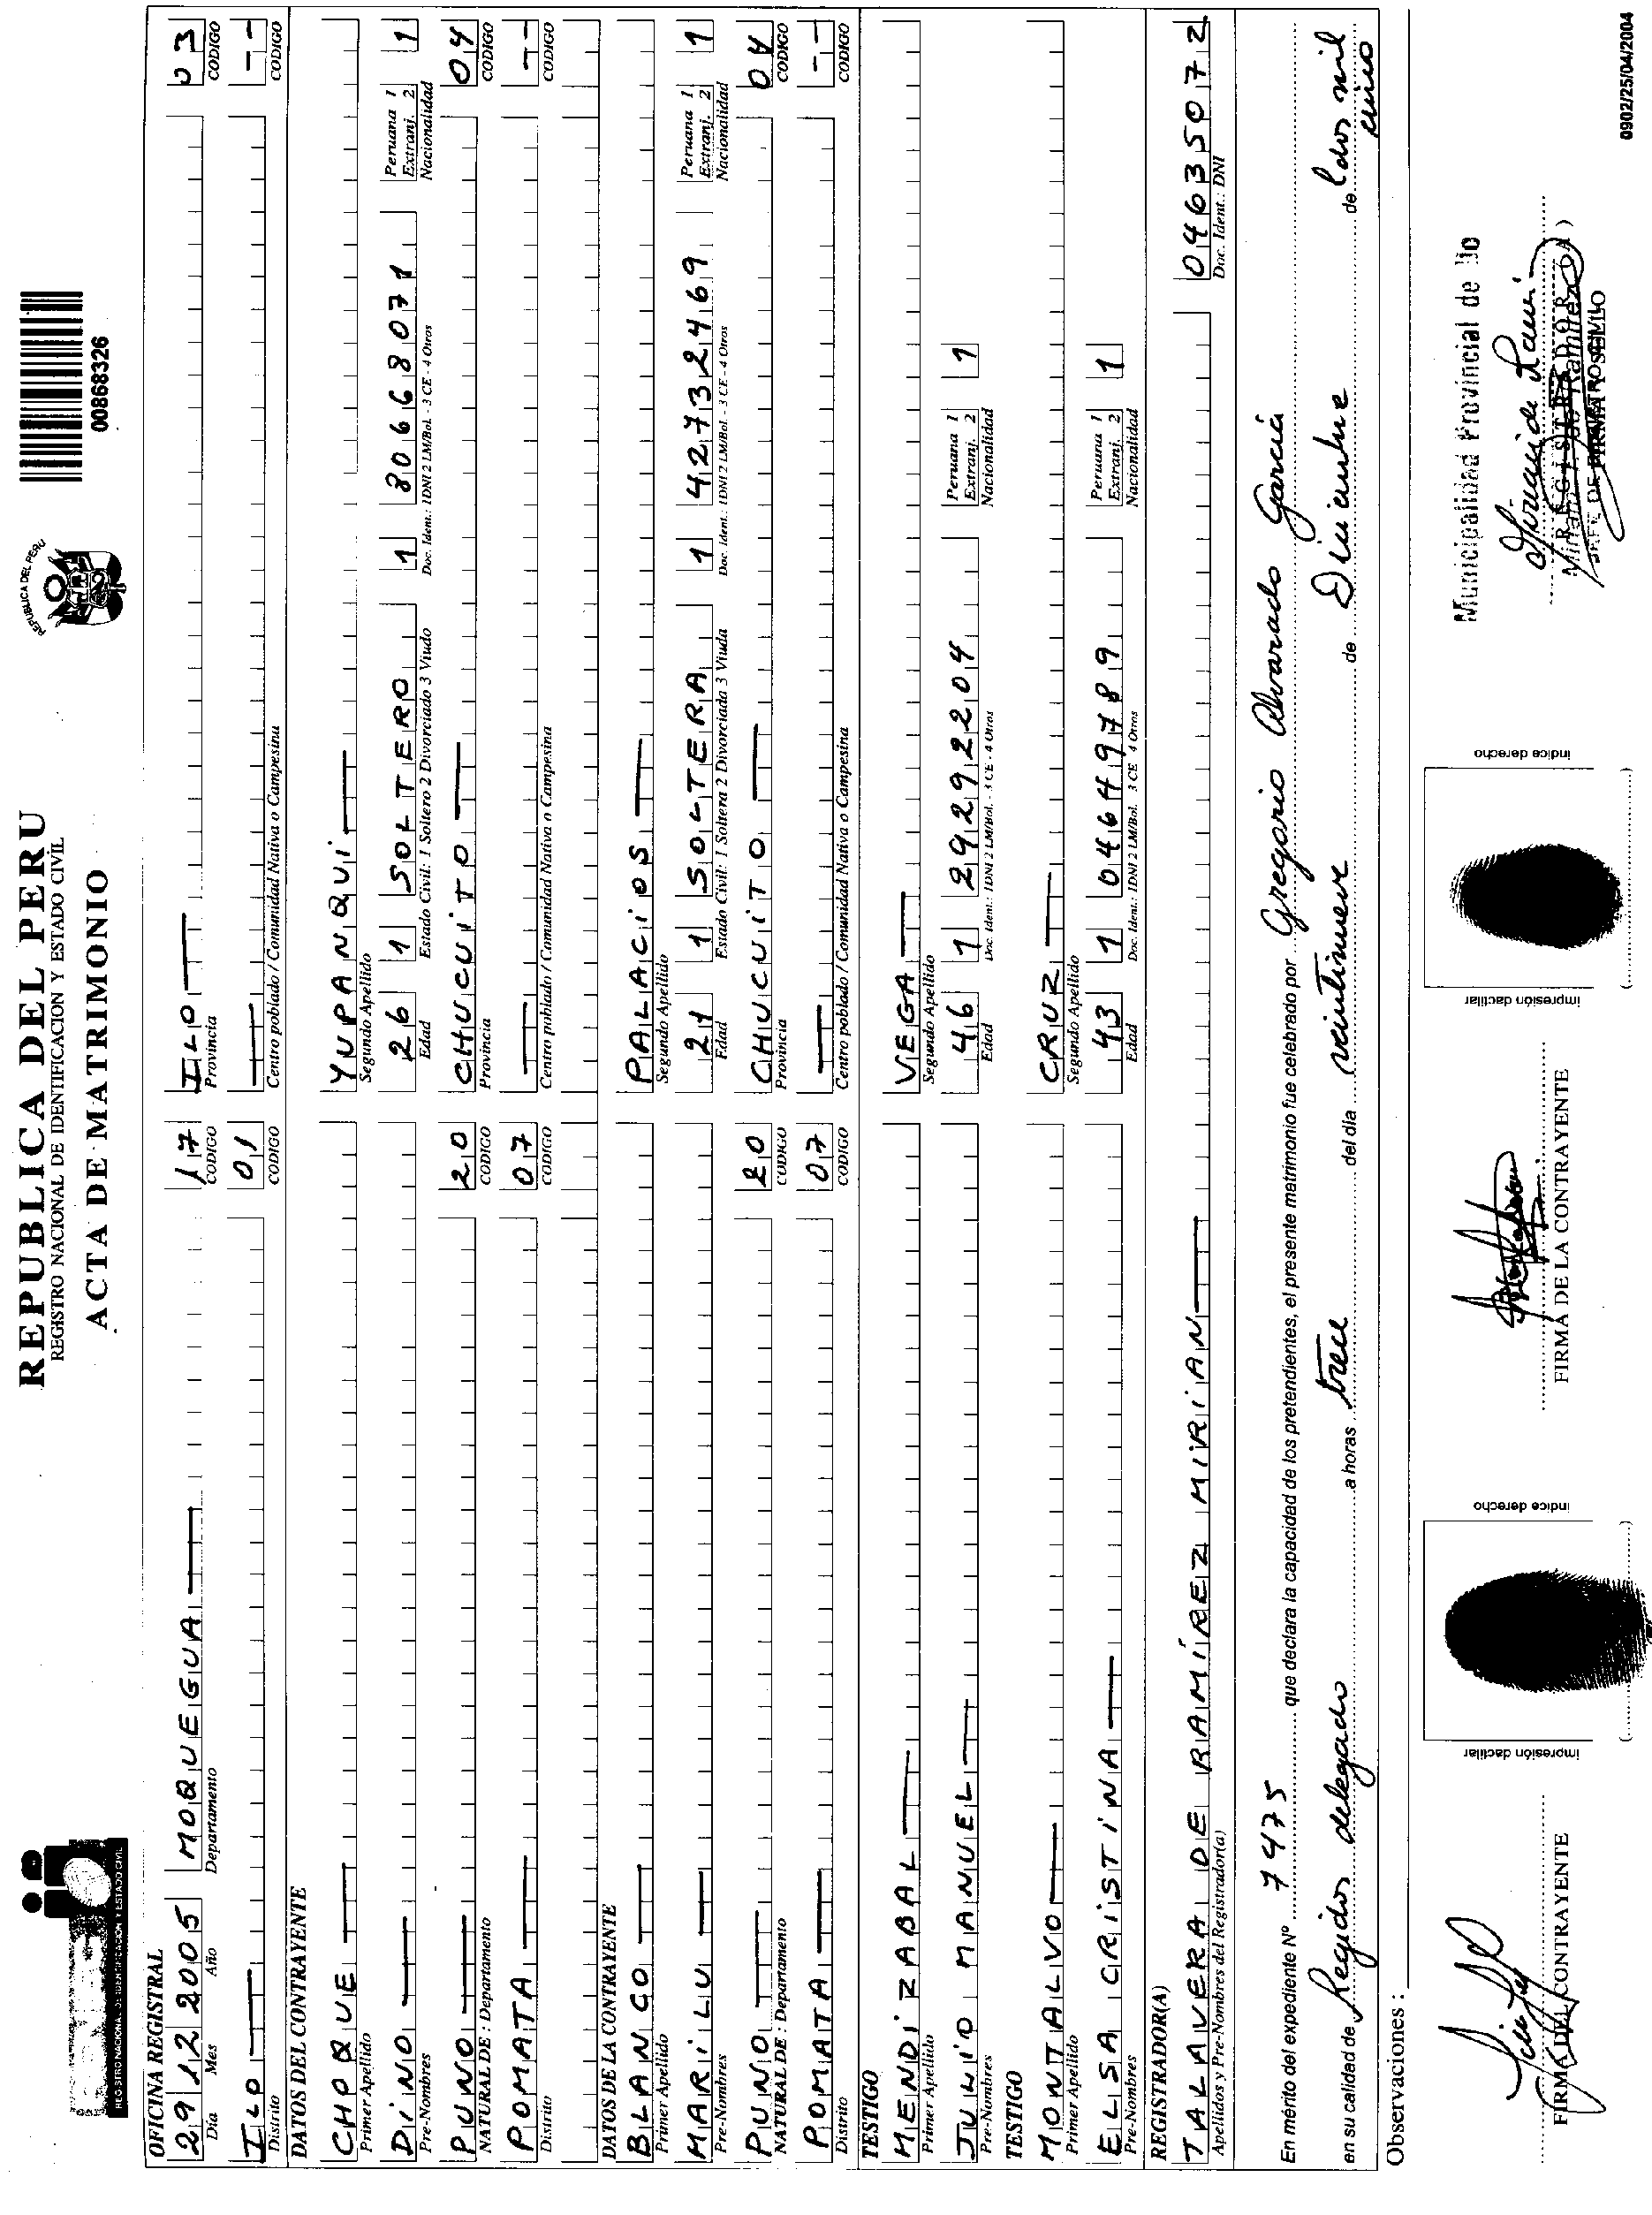 REPUBLICA DEL PERU
REGISTRO NACIONAL DE IDENTIFICACION Y ESTADO CIVIL
ACTA DE MATRIMONIO
REPUBLICA DEL PERU
00868326
REGISTRO NACIONAL DE IDENTIFICACION Y ESTADO CIVIL
OFICINA REGISTRAL
29 12 2005 MOQUEGUA 17 ILO 03
Día Mes Año Departamento CODIGO Provincia CODIGO
ILO 01 --
Distrito CODIGO Centro poblado / Comunidad Nativa o Campesina CODIGO
DATOS DEL CONTRAYENTE
CHOQUE YUPANQUI
Primer Apellido Segundo Apellido
DINO 26 1 SOLTERO 1 80668071 Peruana 1 Extranj. 2 1
Pre-Nombres Edad Estado Civil: 1 Soltero 2 Divorciado 3 Viudo Doc. Ident.: 1DNI 2 LM/Bol. - 3 CE - 4 Otros Nacionalidad
PUNO 20 CHUCUITO 04
NATURAL DE : Departamento CODIGO Provincia CODIGO
POMATA 07 --
Distrito CODIGO Centro poblado / Comunidad Nativa o Campesina CODIGO
DATOS DE LA CONTRAYENTE
BLANCO PALACIOS
Primer Apellido Segundo Apellido
MARILU 21 1 SOLTERA 1 42732469 Peruana 1 Extranj. 2 1
Pre-Nombres Edad Estado Civil: 1 Soltera 2 Divorciada 3 Viuda Doc. Ident.: 1DNI 2 LM/Bol. - 3 CE - 4 Otros Nacionalidad
PUNO 20 CHUCUITO 04
NATURAL DE : Departamento CODIGO Provincia CODIGO
POMATA 07 --
Distrito CODIGO Centro poblado / Comunidad Nativa o Campesina CODIGO
TESTIGO
MENDIZABAL VEGA
Primer Apellido Segundo Apellido
JULIO MANUEL 46 1 29292204 Peruana 1 Extranj. 2 1
Pre-Nombres Edad Doc. Ident.: 1DNI 2 LM/Bol. - 3 CE - 4 Otros Nacionalidad
TESTIGO
MONTALVO CRUZ
Primer Apellido Segundo Apellido
ELSA CRISTINA 43 1 04649789 Peruana 1 Extranj. 2 1
Pre-Nombres Edad Doc. Ident.: 1DNI 2 LM/Bol. 3 CE 4 Otros Nacionalidad
REGISTRADOR(A)
TALAVERA DE RAMÍREZ MIRIAN 04635072
Apellidos y Pre-Nombres del Registrador(a) Doc. Ident.: DNI
En mérito del expediente Nº 7475 que declara la capacidad de los pretendientes, el presente matrimonio fue celebrado por Gregorio Alvarado García
en su calidad de Regidor delegado a horas trece del día veintinueve de Diciembre de dos mil
cinco
Observaciones :
impresión dactilar índice derecho
impresión dactilar índice derecho
Municipalidad Provincial de Ilo
FIRMA DEL CONTRAYENTE
FIRMA DE LA CONTRAYENTE
REGISTRADOR(A)
FIRMA Y SELLO
0902/25/04/2004